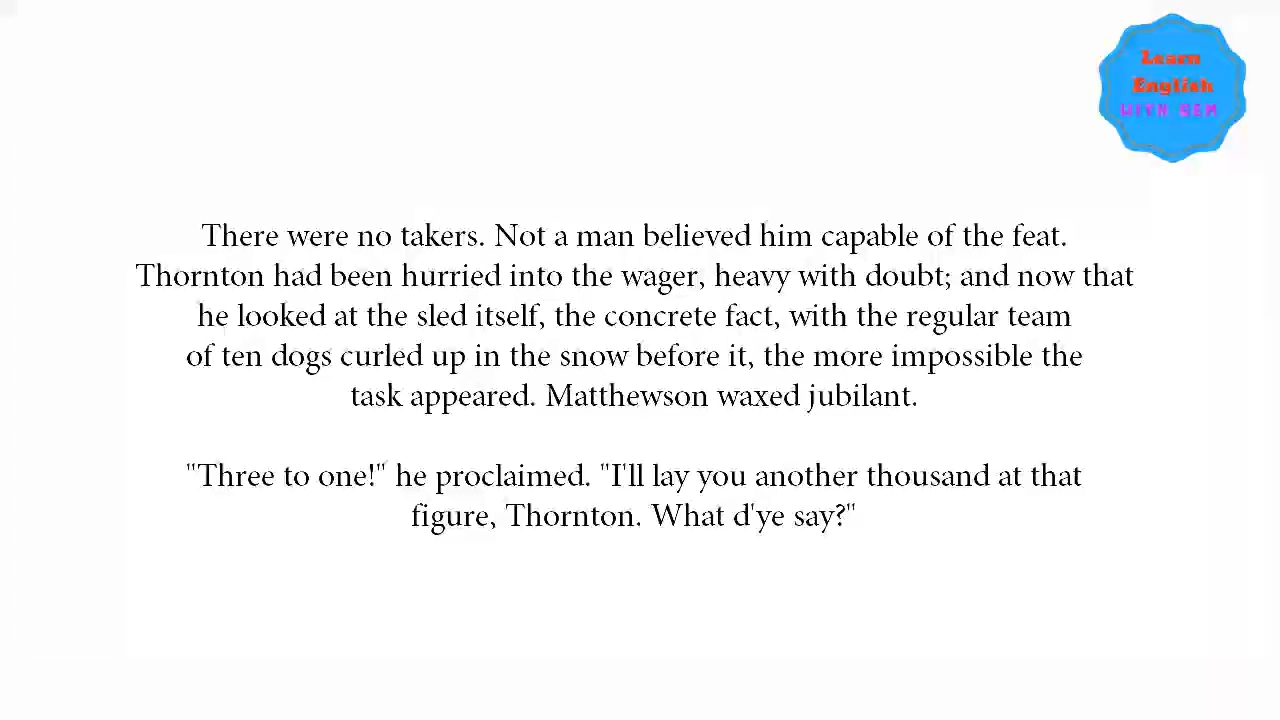 Learn
English
WITH GEM
There were no takers. Not a man believed him capable of the feat.
Thornton had been hurried into the wager, heavy with doubt; and now that
he looked at the sled itself, the concrete fact, with the regular team
of ten dogs curled up in the snow before it, the more impossible the
task appeared. Matthewson waxed jubilant.
"Three to one!" he proclaimed. "I'll lay you another thousand at that
figure, Thornton. What d'ye say?"